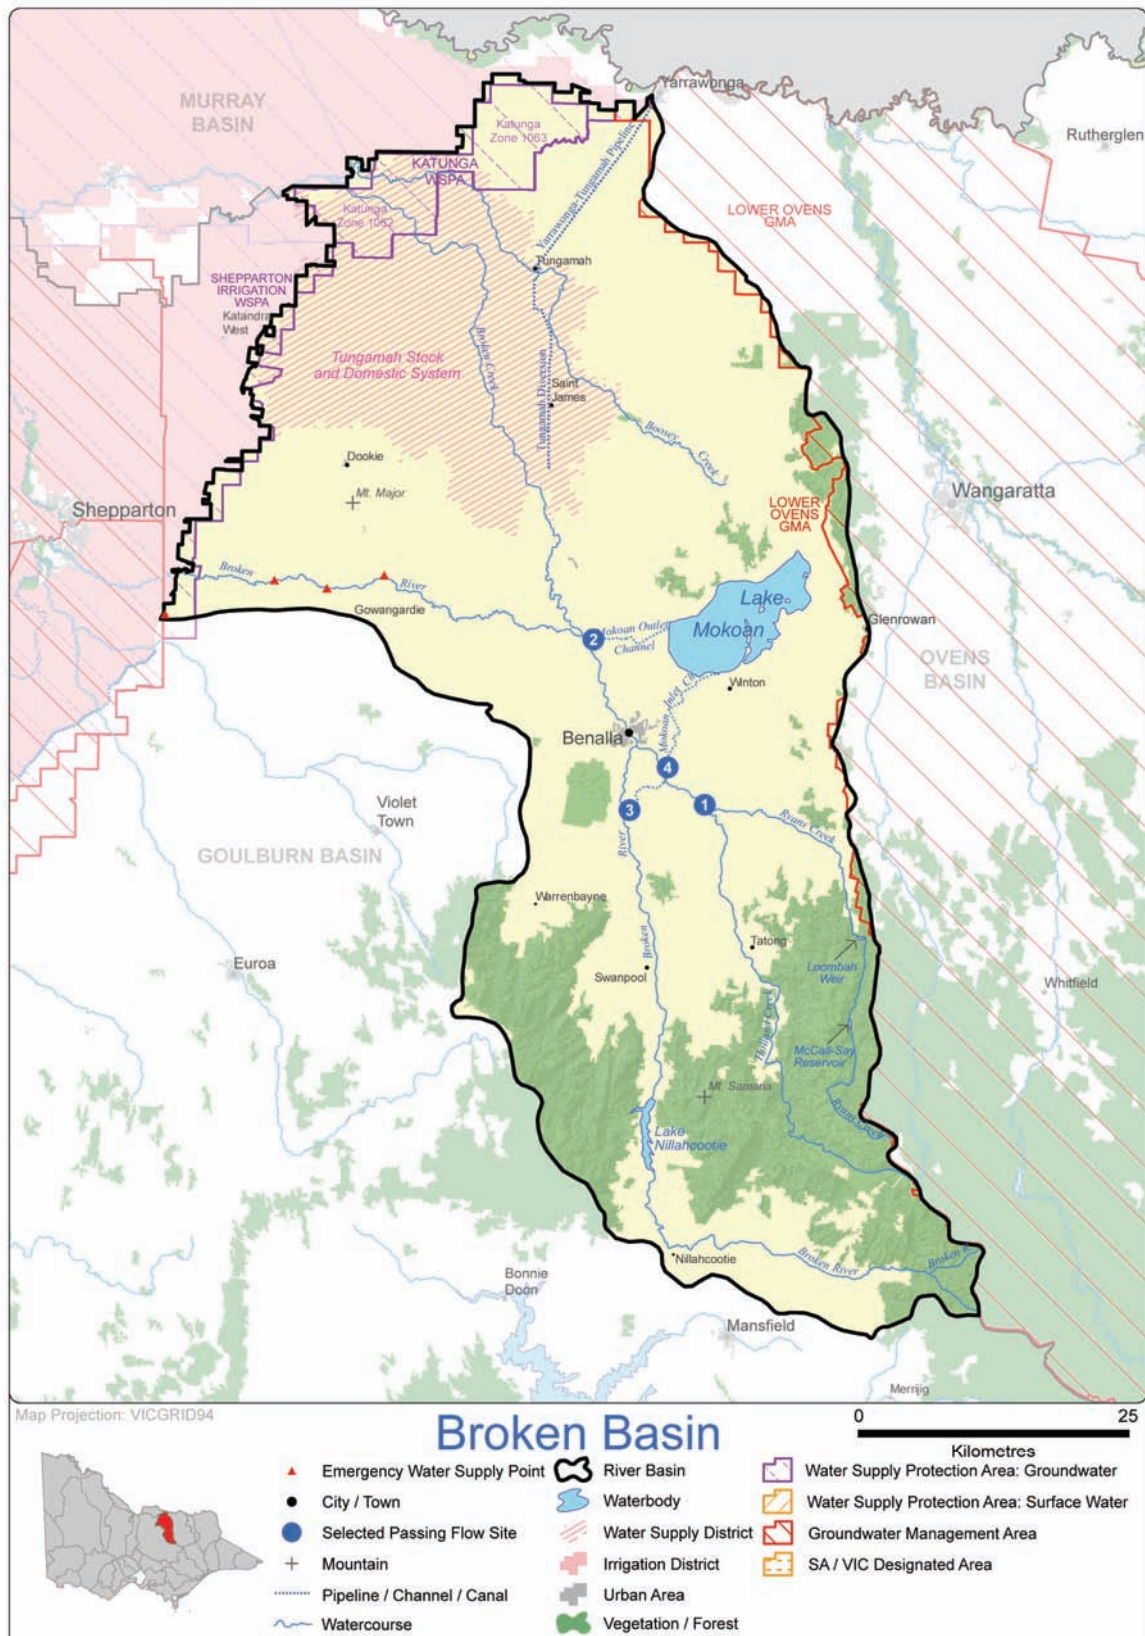 Yarrawonga
MURRAY
BASIN
Katunga
Zone 1063
Rutherglen
KATUNGA
WSPA
Yarrawonga-Tungamah Pipeline
Katunga
Zone 1062
LOWER OVENS
GMA
Tungamah
SHEPPARTON
IRRIGATION
WSPA
Katandra
West
Broken Creek
Tungamah Stock
and Domestic System
Tungamah Diversion
Saint
James
Boosey
Creek
Dookie
Mt. Major
Wangaratta
Shepparton
LOWER
OVENS
GMA
Broken
River
Gowangardie
Lake
Mokoan
Glenrowan
2
Mokoan Outlet
Channel
OVENS
BASIN
Winton
Mokoan Inlet Ch
Benalla
4
Violet
Town
3
1
Ryans Creek
GOULBURN BASIN
River
Warrenbayne
Broken
Tatong
Swanpool
Loombah
Weir
Euroa
Whitfield
Holland Creek
McCall-Say
Reservoir
Mt. Samaria
Ryans Creek
Lake
Nillahcootie
Nillahcootie
Broken River
Broken R
Bonnie
Doon
Mansfield
Merrijig
Map Projection: VICGRID94
Broken Basin
0
25
Kilometres
Emergency Water Supply Point
City / Town
Selected Passing Flow Site
Mountain
Pipeline / Channel / Canal
Watercourse
River Basin
Waterbody
Water Supply District
Irrigation District
Urban Area
Vegetation / Forest
Water Supply Protection Area: Groundwater
Water Supply Protection Area: Surface Water
Groundwater Management Area
SA / VIC Designated Area